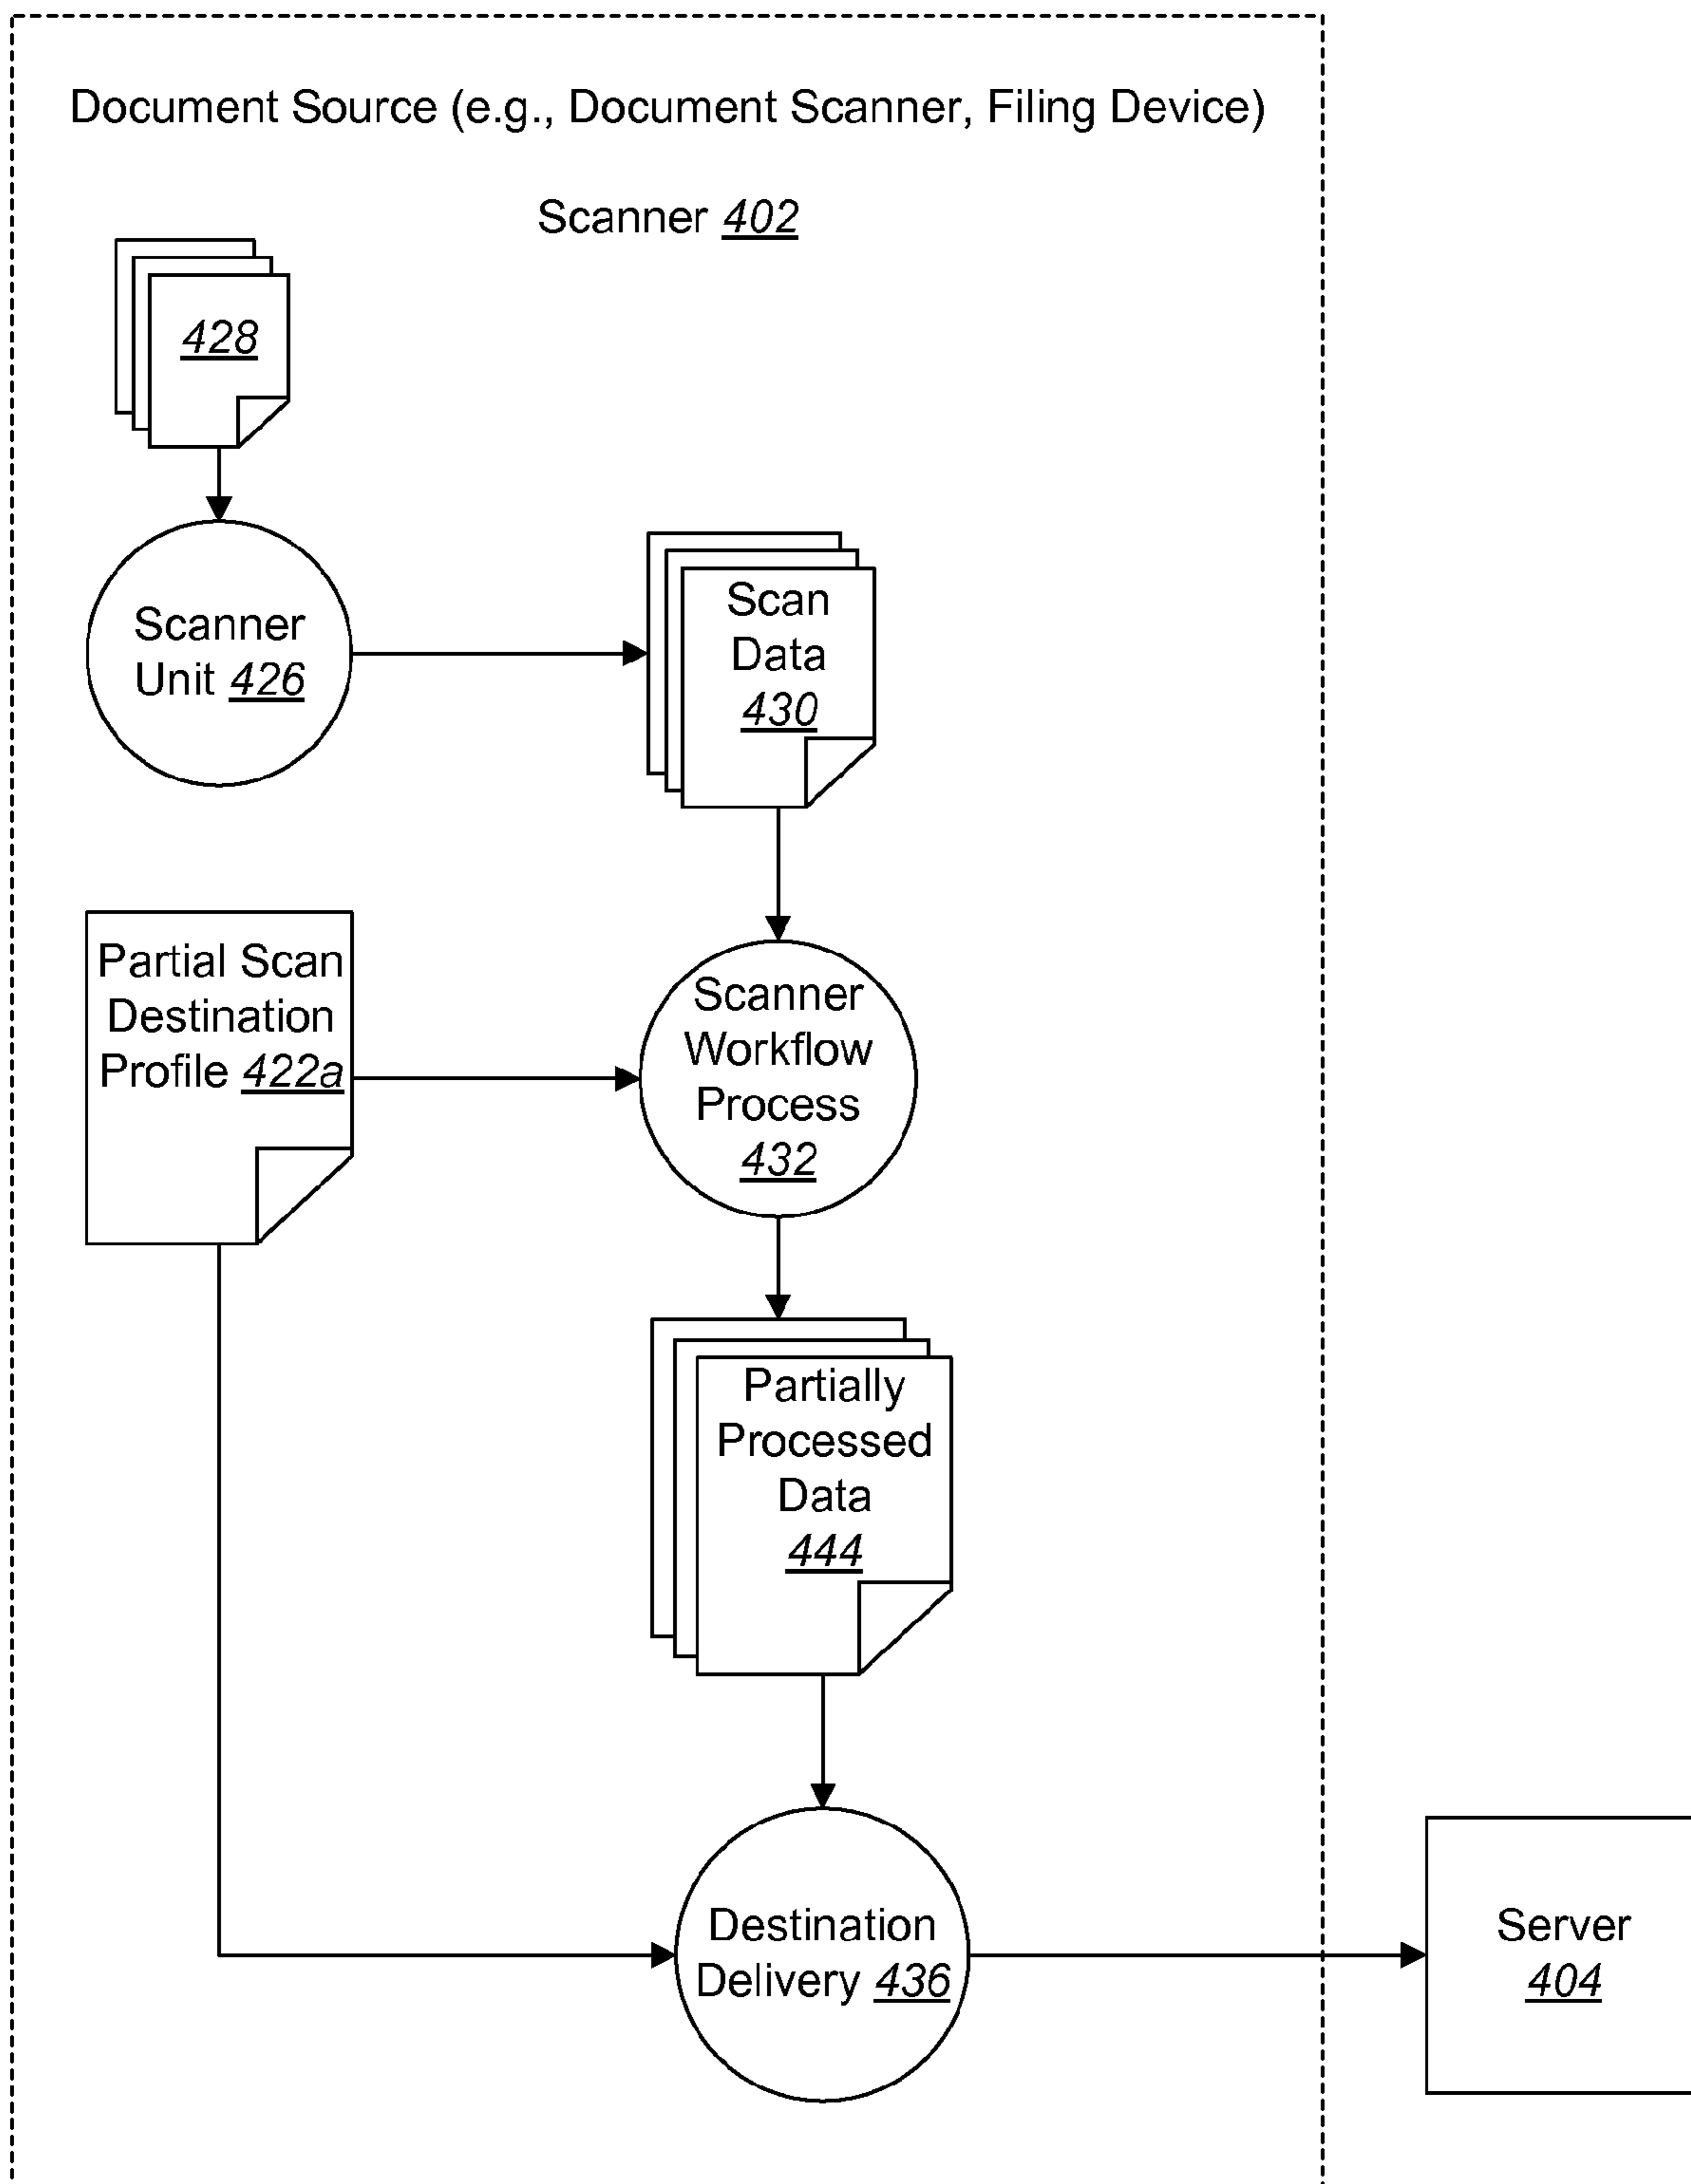 Document Source (e.g., Document Scanner, Filing Device)
Scanner 402
428
Scanner
Unit 426
Scan
Data
430
Partial Scan
Destination
Profile 422a
Scanner
Workflow
Process
432
Partially
Processed
Data
444
Destination
Delivery 436
Server
404